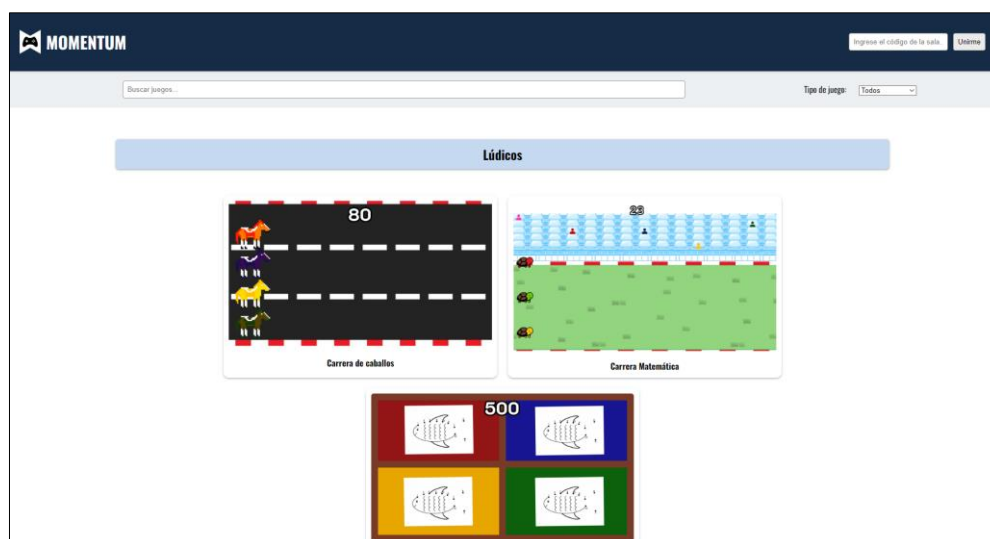 MOMENTUM
Ingrese el código de la sala
Unirme
Buscar juegos...
Tipo de juego:
Todos
Lúdicos
80
23
Carrera de caballos
Carrera Matemática
500